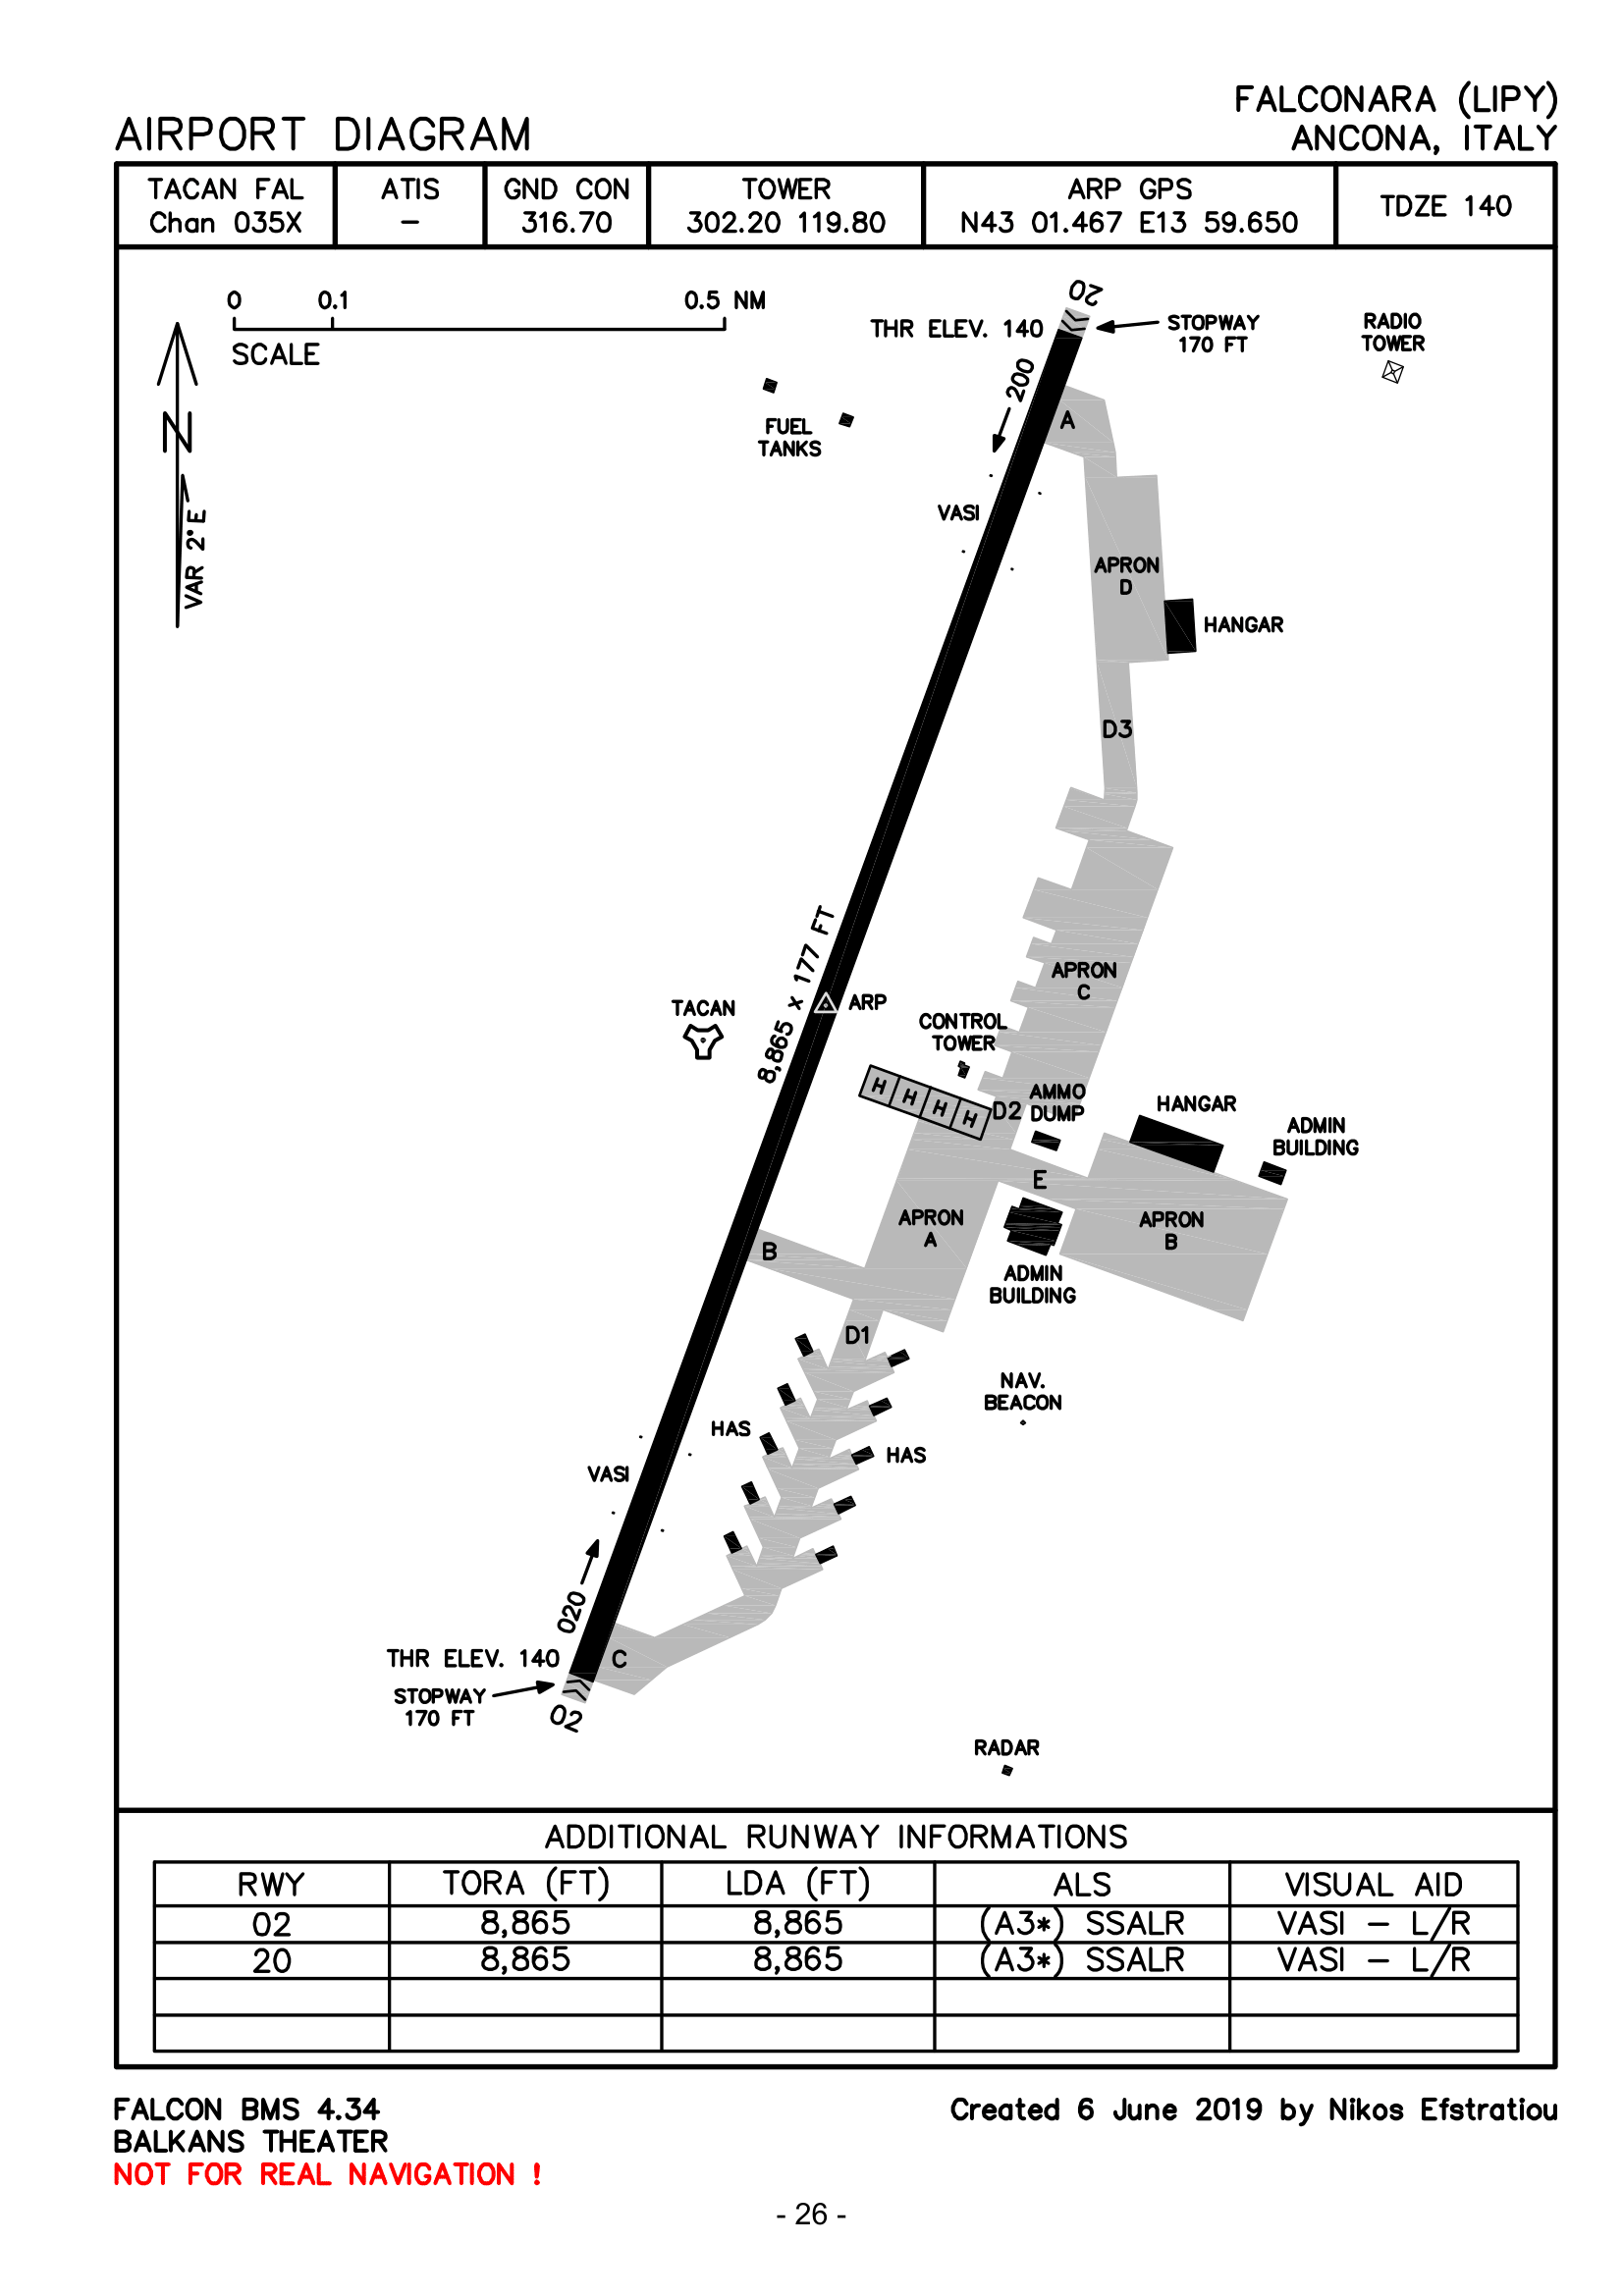 FALCONARA (LIPY)
AIRPORT DIAGRAM
ANCONA, ITALY
TACAN FAL
Chan 035X
ATIS
–
GND CON
316.70
TOWER
302.20 119.80
ARP GPS
N43 01.467 E13 59.650
TDZE 140
0 0.1 0.5 NM
SCALE
N
VAR 2°E
20
THR ELEV. 140
STOPWAY
170 FT
RADIO
TOWER
200
FUEL
TANKS
A
VASI
APRON
D
HANGAR
D3
8,865 x 177 FT
APRON
C
TACAN
ARP
CONTROL
TOWER
H H H H
D2
AMMO
DUMP
HANGAR
ADMIN
BUILDING
E
APRON
A
APRON
B
B
ADMIN
BUILDING
D1
NAV.
BEACON
HAS
HAS
VASI
020
THR ELEV. 140
C
STOPWAY
170 FT
02
RADAR
ADDITIONAL RUNWAY INFORMATIONS
RWY TORA (FT) LDA (FT) ALS VISUAL AID
02 8,865 8,865 (A3*) SSALR VASI – L/R
20 8,865 8,865 (A3*) SSALR VASI – L/R
FALCON BMS 4.34
Created 6 June 2019 by Nikos Efstratiou
BALKANS THEATER
NOT FOR REAL NAVIGATION !
- 26 -